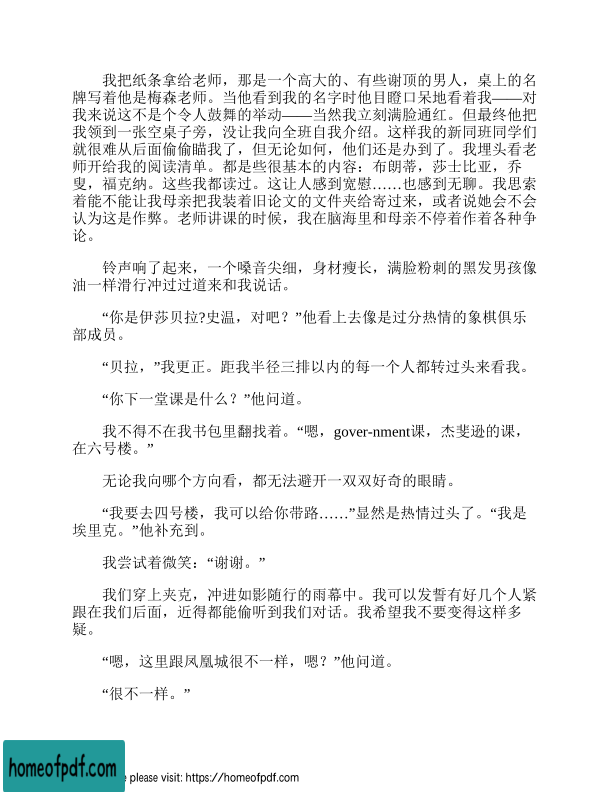 我把纸条拿给老师，那是一个高大的、有些谢顶的男人，桌上的名
牌写着他是梅森老师。当他看到我的名字时他目瞪口呆地看着我——对
我来说这不是个令人鼓舞的举动——当然我立刻满脸通红。但最终他把
我领到一张空桌子旁，没让我向全班自我介绍。这样我的新同班同学们
就很难从后面偷偷瞄我了，但无论如何，他们还是办到了。我埋头看老
师开给我的阅读清单。都是些很基本的内容：布朗蒂，莎士比亚，乔
叟，福克纳。这些我都读过。这让人感到宽慰……也感到无聊。我思索
着能不能让我母亲把我装着旧论文的文件夹给寄过来，或者说她会不会
认为这是作弊。老师讲课的时候，我在脑海里和母亲不停着作着各种争
论。
铃声响了起来，一个嗓音尖细，身材瘦长，满脸粉刺的黑发男孩像
油一样滑行冲过过道来和我说话。
“你是伊莎贝拉?史温，对吧？”他看上去像是过分热情的象棋俱乐
部成员。
“贝拉，”我更正。距我半径三排以内的每一个人都转过头来看我。
“你下一堂课是什么？”他问道。
我不得不在我书包里翻找着。“嗯，gover-nment课，杰斐逊的课，
在六号楼。”
无论我向哪个方向看，都无法避开一双双好奇的眼睛。
“我要去四号楼，我可以给你带路……”显然是热情过头了。“我是
埃里克。”他补充到。
我尝试着微笑：“谢谢。”
我们穿上夹克，冲进如影随行的雨幕中。我可以发誓有好几个人紧
跟在我们后面，近得都能偷听到我们对话。我希望我不要变得这样多
疑。
“嗯，这里跟凤凰城很不一样，嗯？”他问道。
“很不一样。”
homeofpdf.com
e please visit: https://homeofpdf.com